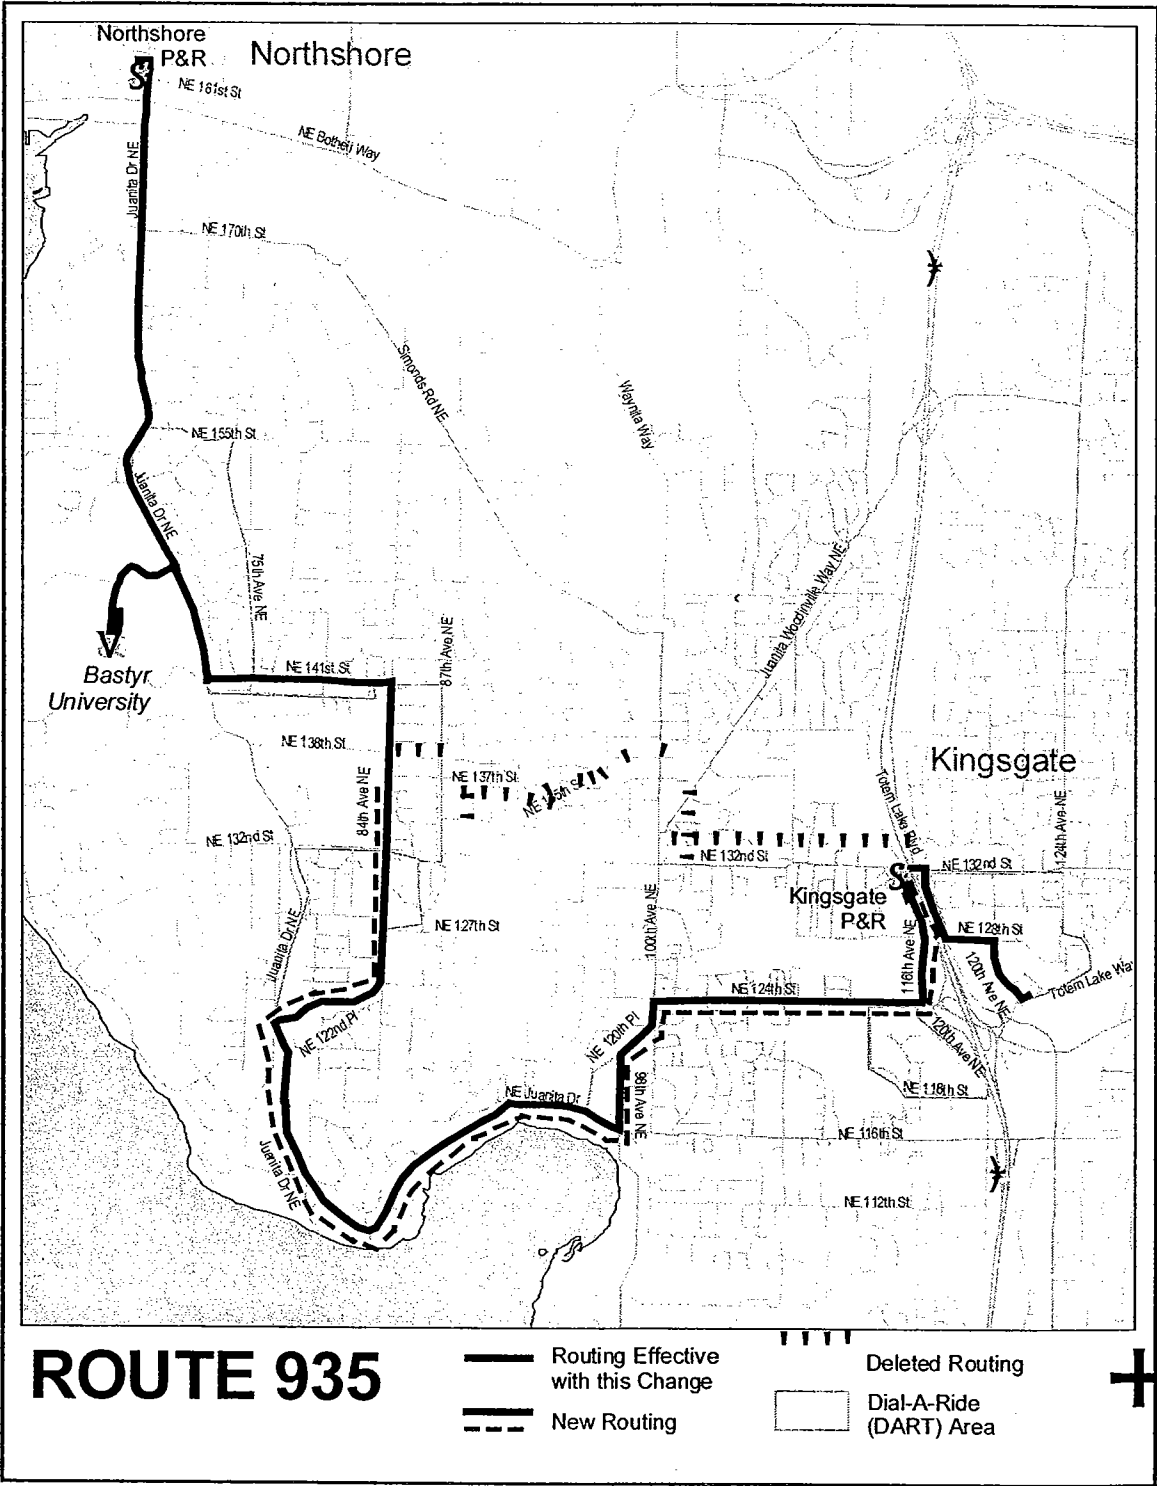 Northshore
P&R
Northshore
NE 181st St
NE Bothell Way
Juanita Dr NE
NE 170th St
Simonds Rd NE
Waynita Way
NE 155th St
Juanita Dr NE
75th Ave NE
Juanita Woodinville Way NE
87th Ave NE
Bastyr
University
NE 141st St
NE 138th St
NE 137th St
84th Ave NE
Kingsgate
Totem Lake Blvd
124th Ave NE
NE 132nd St
NE 132nd St
NE 132nd St
Kingsgate
P&R
100th Ave NE
116th Ave NE
NE 127th St
NE 128th St
Juanita Dr NE
120th Ave NE
Totem Lake Wa
NE 124th St
NE 122nd Pl
NE 120th Pl
120th Ave NE
98th Ave NE
NE Juanita Dr
NE 118th St
NE 116th St
Juanita Dr NE
NE 112th St
ROUTE 935
Routing Effective
with this Change
New Routing
Deleted Routing
Dial-A-Ride
(DART) Area